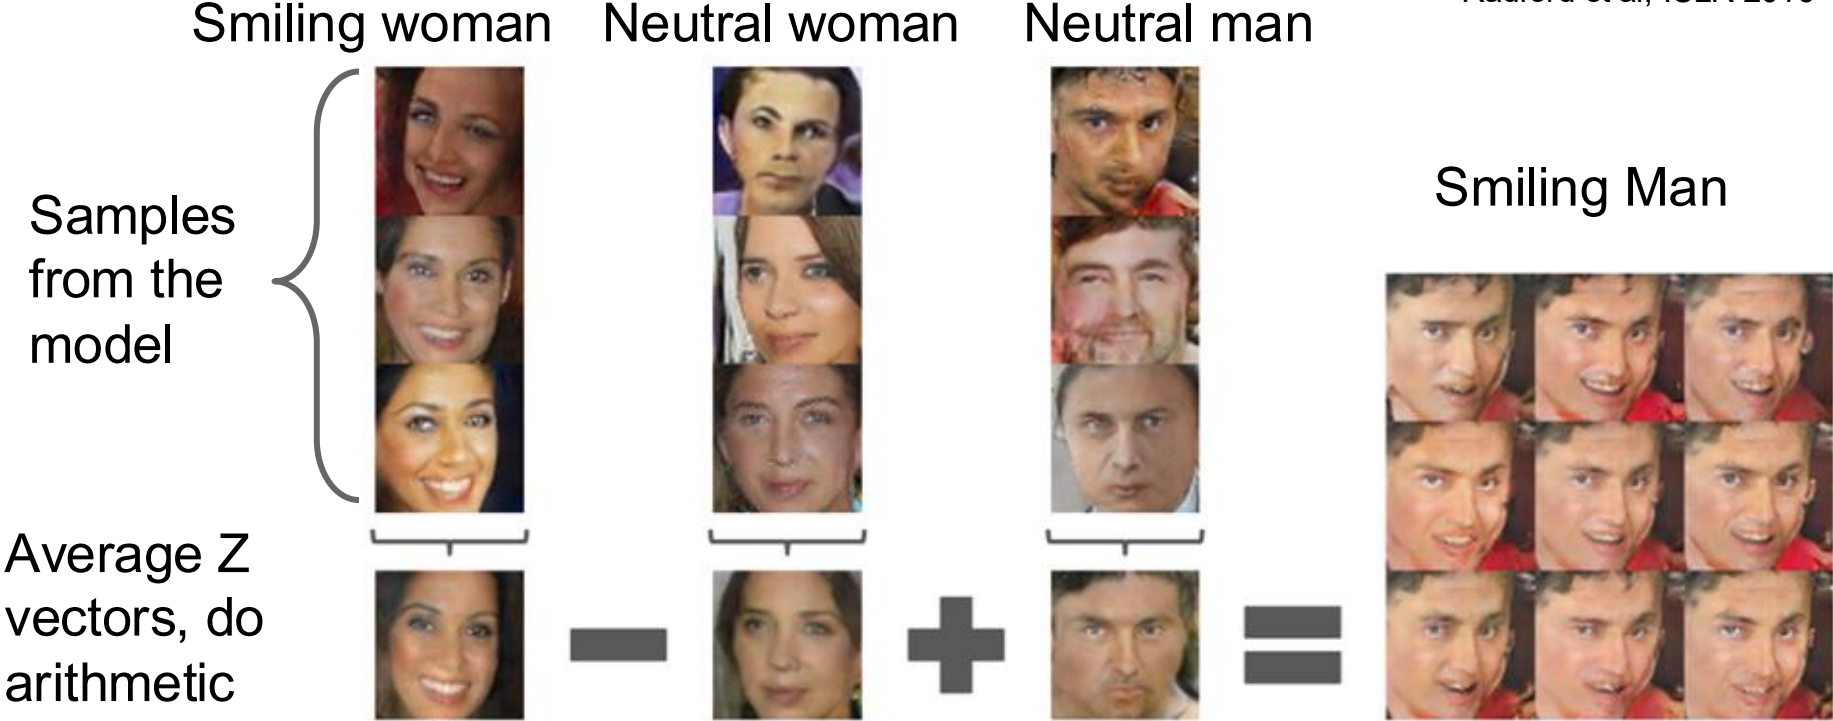 Smiling woman Neutral woman Neutral man
Samples
from the
model
Smiling Man
Average Z
vectors, do
arithmetic